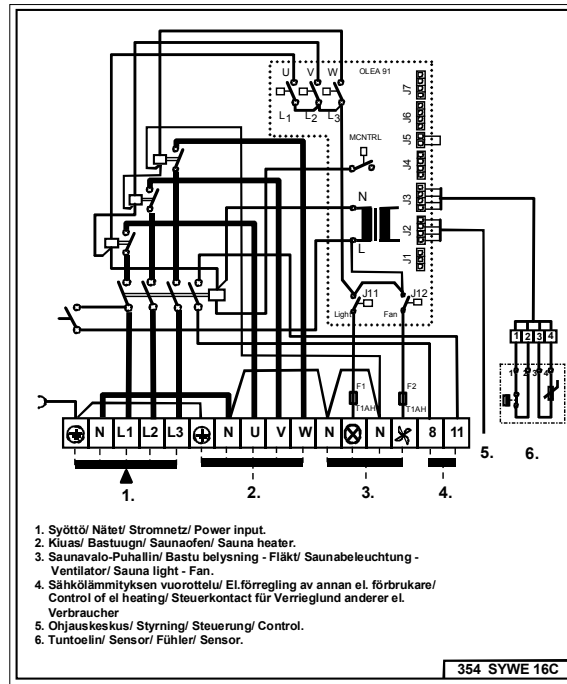 U V W OLEA 91
L1 L2 L3
J7
J6
J5
J4
J3
J2
J1
MCNTRL
N
L
J11 J12
Light Fan
F1 F2
T1AH T1AH
1 2 3 4
1 2 3 4
N L1 L2 L3 N U V W N N 8 11
1. 2. 3. 4. 5. 6.
1. Syöttö/ Nätet/ Stromnetz/ Power input.
2. Kiuas/ Bastuugn/ Saunaofen/ Sauna heater.
3. Saunavalo-Puhallin/ Bastu belysning - Fläkt/ Saunabeleuchtung -
Ventilator/ Sauna light - Fan.
4. Sähkölämmityksen vuorottelu/ El.förregling av annan el. förbrukare/
Control of el heating/ Steuerkontact für Verrieglund anderer el.
Verbraucher
5. Ohjauskeskus/ Styrning/ Steuerung/ Control.
6. Tuntoelin/ Sensor/ Fühler/ Sensor.
354 SYWE 16C